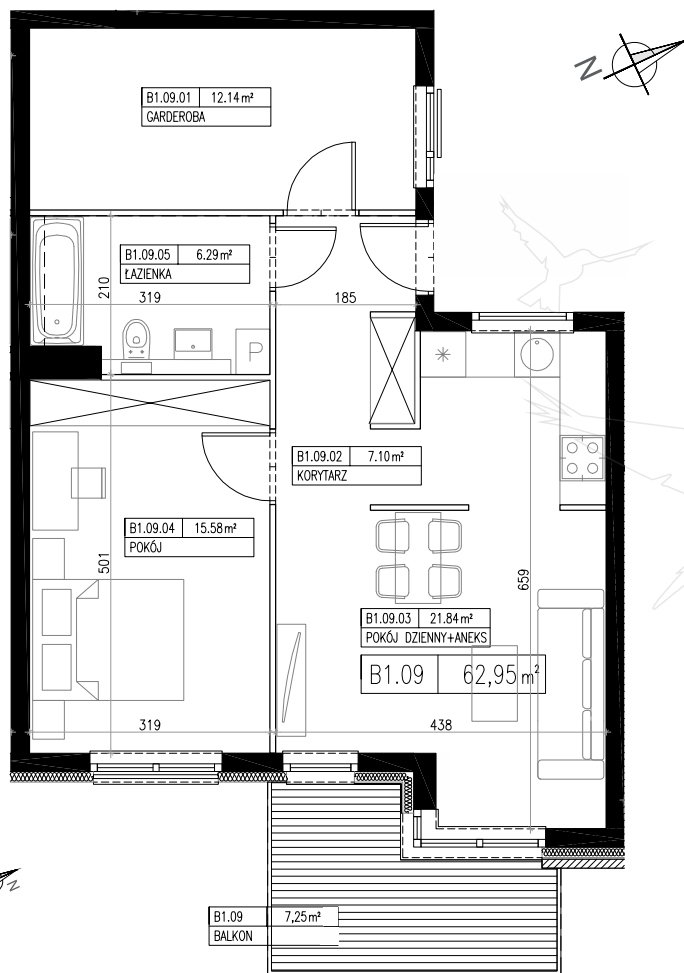 N
B1.09.01 12.14 m²
GARDEROBA
B1.09.05 6.29 m²
ŁAZIENKA
210
319
185
P
B1.09.02 7.10 m²
KORYTARZ
B1.09.04 15.58 m²
POKÓJ
501
659
B1.09.03 21.84 m²
POKÓJ DZIENNY+ANEKS
B1.09 62,95 m²
319
438
N
B1.09 7,25 m²
BALKON